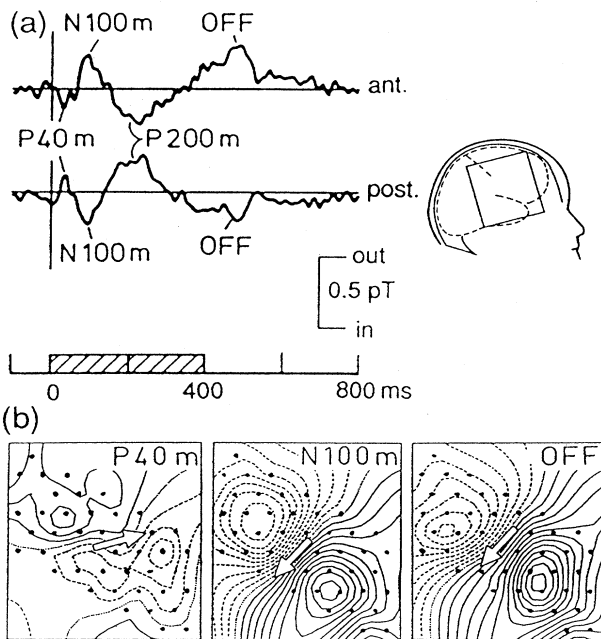 (a)
N100m OFF
ant.
P40m P200m
post.
N100m OFF
out
0.5 pT
in
0 400 800 ms
(b)
P40m N100m OFF